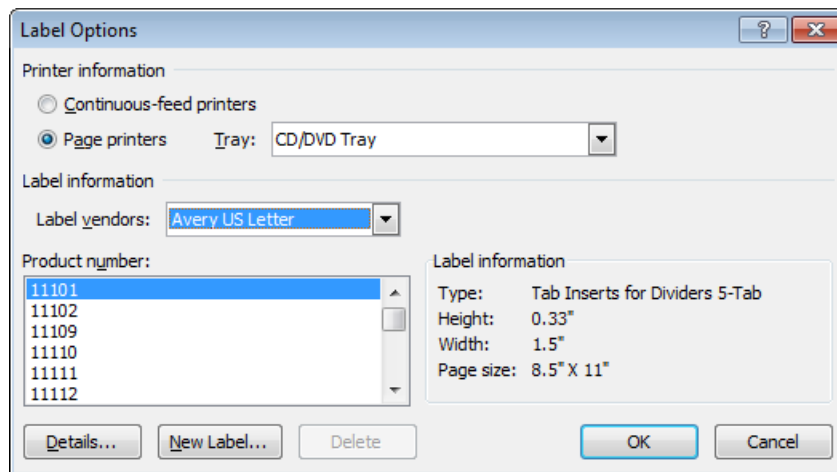 Label Options
Printer information
Continuous-feed printers
Page printers Tray: CD/DVD Tray
Label information
Label vendors: Avery US Letter
Product number:
11101
11102
11109
11110
11111
11112
Label information
Type: Tab Inserts for Dividers 5-Tab
Height: 0.33"
Width: 1.5"
Page size: 8.5" X 11"
Details... New Label... Delete OK Cancel